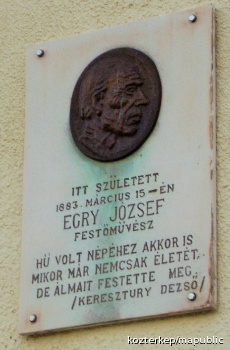 ITT SZÜLETETT
1883. MÁRCIUS 15-ÉN
EGRY JÓZSEF
FESTŐMŰVÉSZ
HŰ VOLT NÉPÉHEZ AKKOR IS
MIKOR MÁR NEMCSAK ÉLETÉT,
DE ÁLMAIT FESTETTE MEG„
/KERESZTURY DEZSŐ/
kozterkep/mapublic